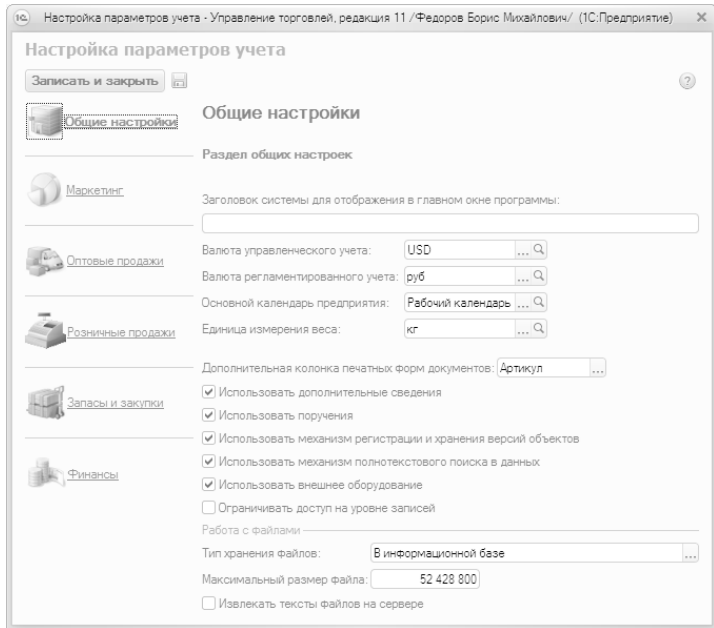 Настройка параметров учета - Управление торговлей, редакция 11 /Федоров Борис Михайлович/ (1С:Предприятие)
Настройка параметров учета
Записать и закрыть
?
Общие настройки
Маркетинг
Оптовые продажи
Розничные продажи
Запасы и закупки
Финансы
Общие настройки
Раздел общих настроек
Заголовок системы для отображения в главном окне программы:
Валюта управленческого учета: USD ...
Валюта регламентированного учета: руб ...
Основной календарь предприятия: Рабочий календарь ...
Единица измерения веса: кг ...
Дополнительная колонка печатных форм документов: Артикул ...
Использовать дополнительные сведения
Использовать поручения
Использовать механизм регистрации и хранения версий объектов
Использовать механизм полнотекстового поиска в данных
Использовать внешнее оборудование
Ограничивать доступ на уровне записей
Работа с файлами
Тип хранения файлов: В информационной базе ...
Максимальный размер файла: 52 428 800
Извлекать тексты файлов на сервере